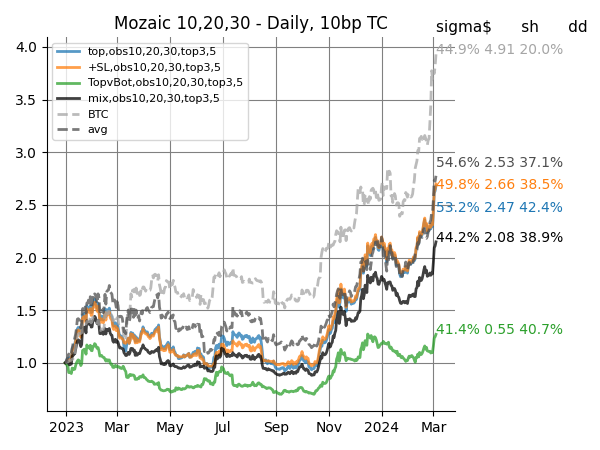 Mozaic 10,20,30 - Daily, 10bp TC
sigma$ sh dd
4.0
3.5
3.0
2.5
2.0
1.5
1.0
top,obs10,20,30,top3,5
+SL,obs10,20,30,top3,5
TopvBot,obs10,20,30,top3,5
mix,obs10,20,30,top3,5
BTC
avg
44.9% 4.91 20.0%
54.6% 2.53 37.1%
49.8% 2.66 38.5%
53.2% 2.47 42.4%
44.2% 2.08 38.9%
41.4% 0.55 40.7%
2023 Mar May Jul Sep Nov 2024 Mar